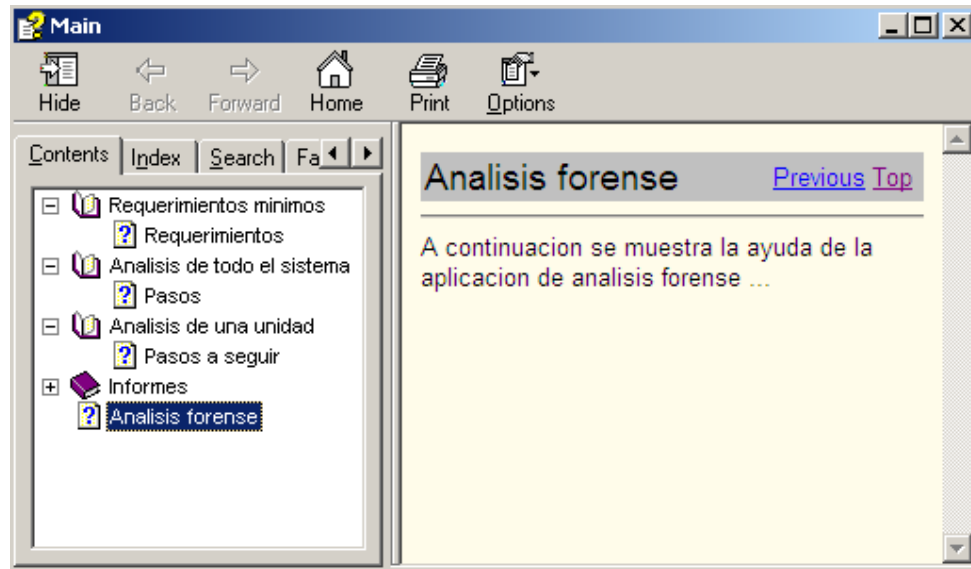 Main
Hide Back Forward Home Print Options
Contents Index Search Fa
Requerimientos minimos
Requerimientos
Analisis de todo el sistema
Pasos
Analisis de una unidad
Pasos a seguir
Informes
Analisis forense
Analisis forense Previous Top
A continuacion se muestra la ayuda de la
aplicacion de analisis forense ...